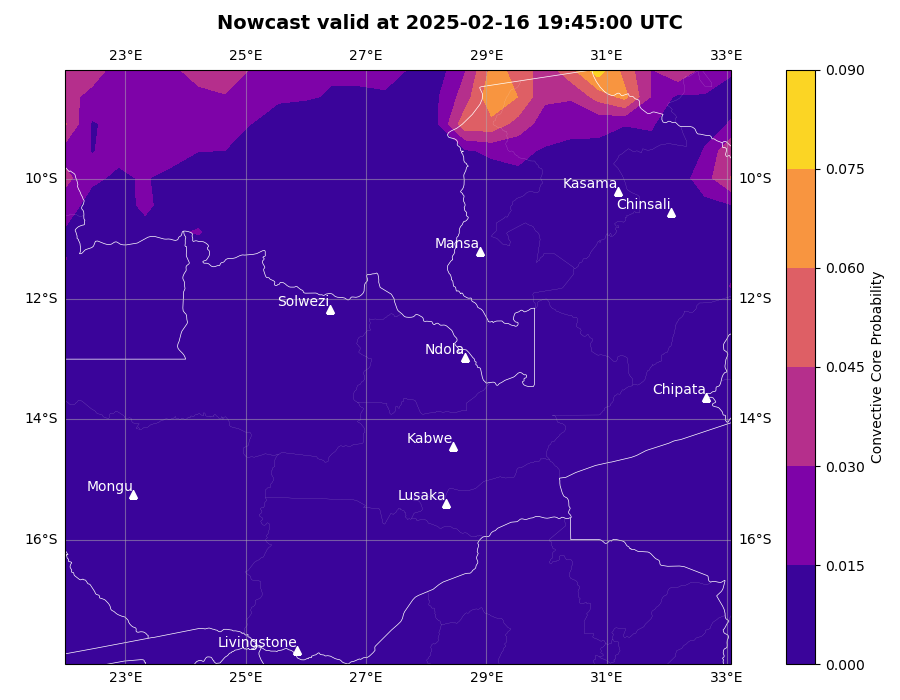 Nowcast valid at 2025-02-16 19:45:00 UTC
23°E 25°E 27°E 29°E 31°E 33°E
0.090
10°S 10°S 0.075
Kasama
Chinsali
Mansa
0.060
12°S 12°S
Solwezi
Ndola
0.045
Chipata
14°S 14°S
Kabwe
0.030
Mongu
Lusaka
16°S 16°S
0.015
Livingstone
0.000
23°E 25°E 27°E 29°E 31°E 33°E
Convective Core Probability